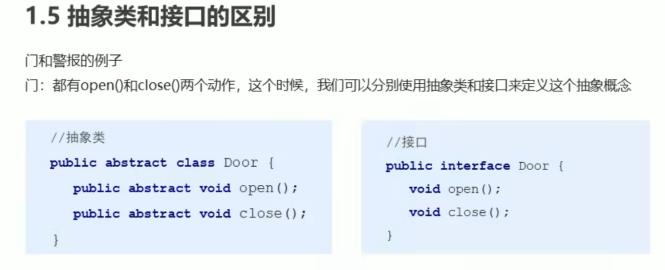 1.5 抽象类和接口的区别
门和警报的例子
门：都有open()和close()两个动作，这个时候，我们可以分别使用抽象类和接口来定义这个抽象概念
//抽象类
public abstract class Door {
public abstract void open();
public abstract void close();
}
//接口
public interface Door {
void open();
void close();
}